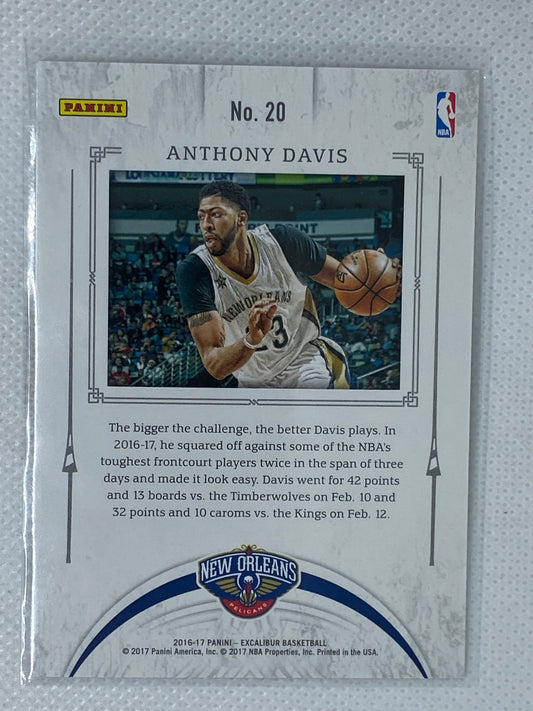 PANINI
No. 20
NBA
ANTHONY DAVIS
NEW ORLEANS
23
The bigger the challenge, the better Davis plays. In
2016-17, he squared off against some of the NBA's
toughest frontcourt players twice in the span of three
days and made it look easy. Davis went for 42 points
and 13 boards vs. the Timberwolves on Feb. 10 and
32 points and 10 caroms vs. the Kings on Feb. 12.
NEW ORLEANS
PELICANS
2016-17 PANINI – EXCALIBUR BASKETBALL
© 2017 Panini America, Inc. © 2017 NBA Properties, Inc. Printed in the USA.